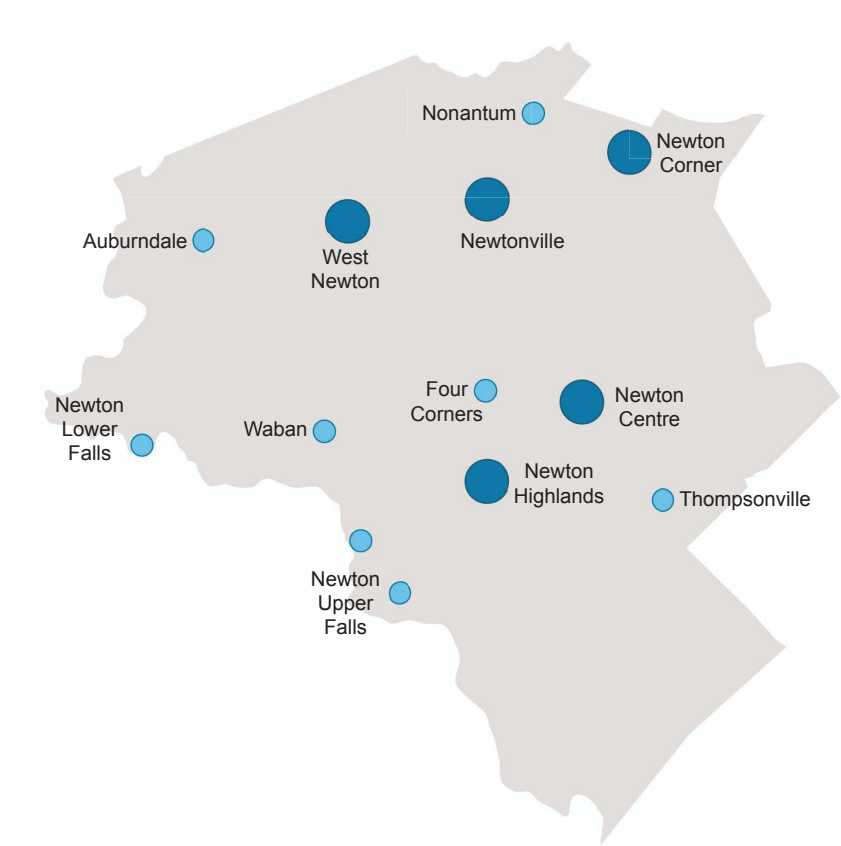 Nonantum
Newton
Corner
Auburndale
West
Newton
Newtonville
Newton
Lower
Falls
Waban
Four
Corners
Newton
Centre
Newton
Highlands
Thompsonville
Newton
Upper
Falls